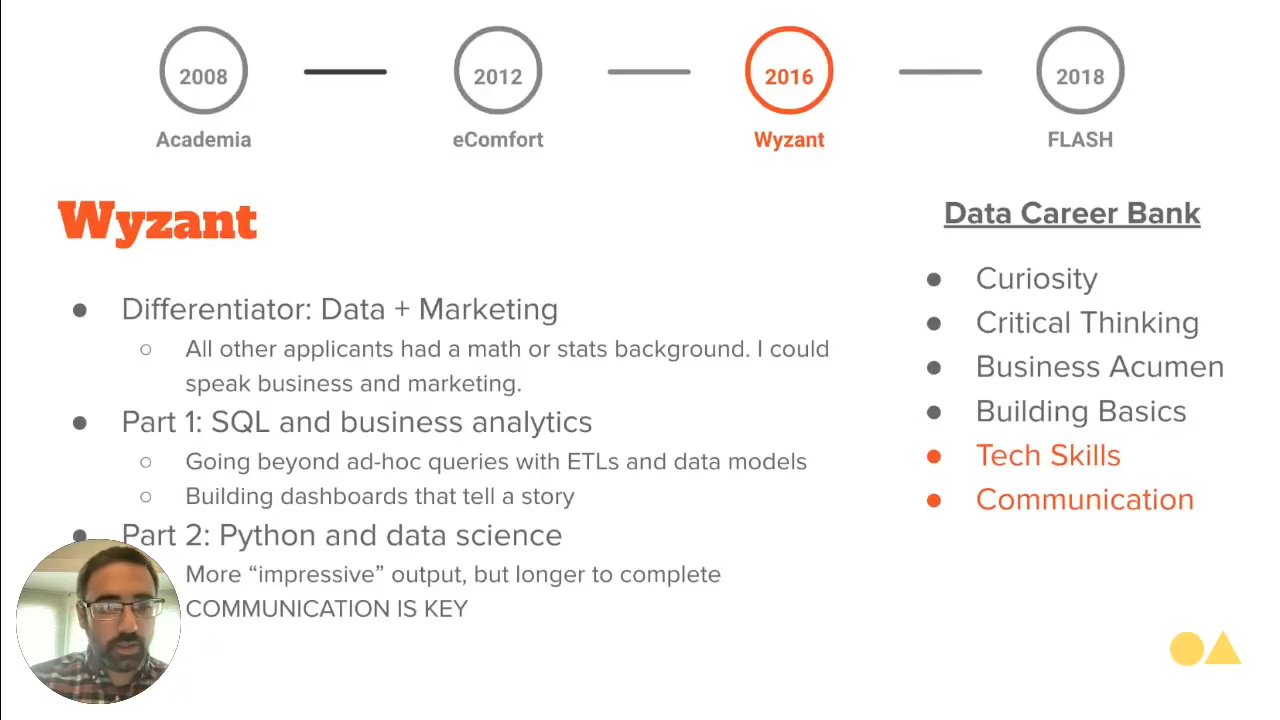 2008
2012
2016
2018
Academia
eComfort
Wyzant
FLASH
Wyzant
Data Career Bank
● Differentiator: Data + Marketing
○ All other applicants had a math or stats background. I could
speak business and marketing.
● Part 1: SQL and business analytics
○ Going beyond ad-hoc queries with ETLs and data models
○ Building dashboards that tell a story
● Part 2: Python and data science
More “impressive” output, but longer to complete
COMMUNICATION IS KEY
● Curiosity
● Critical Thinking
● Business Acumen
● Building Basics
● Tech Skills
● Communication